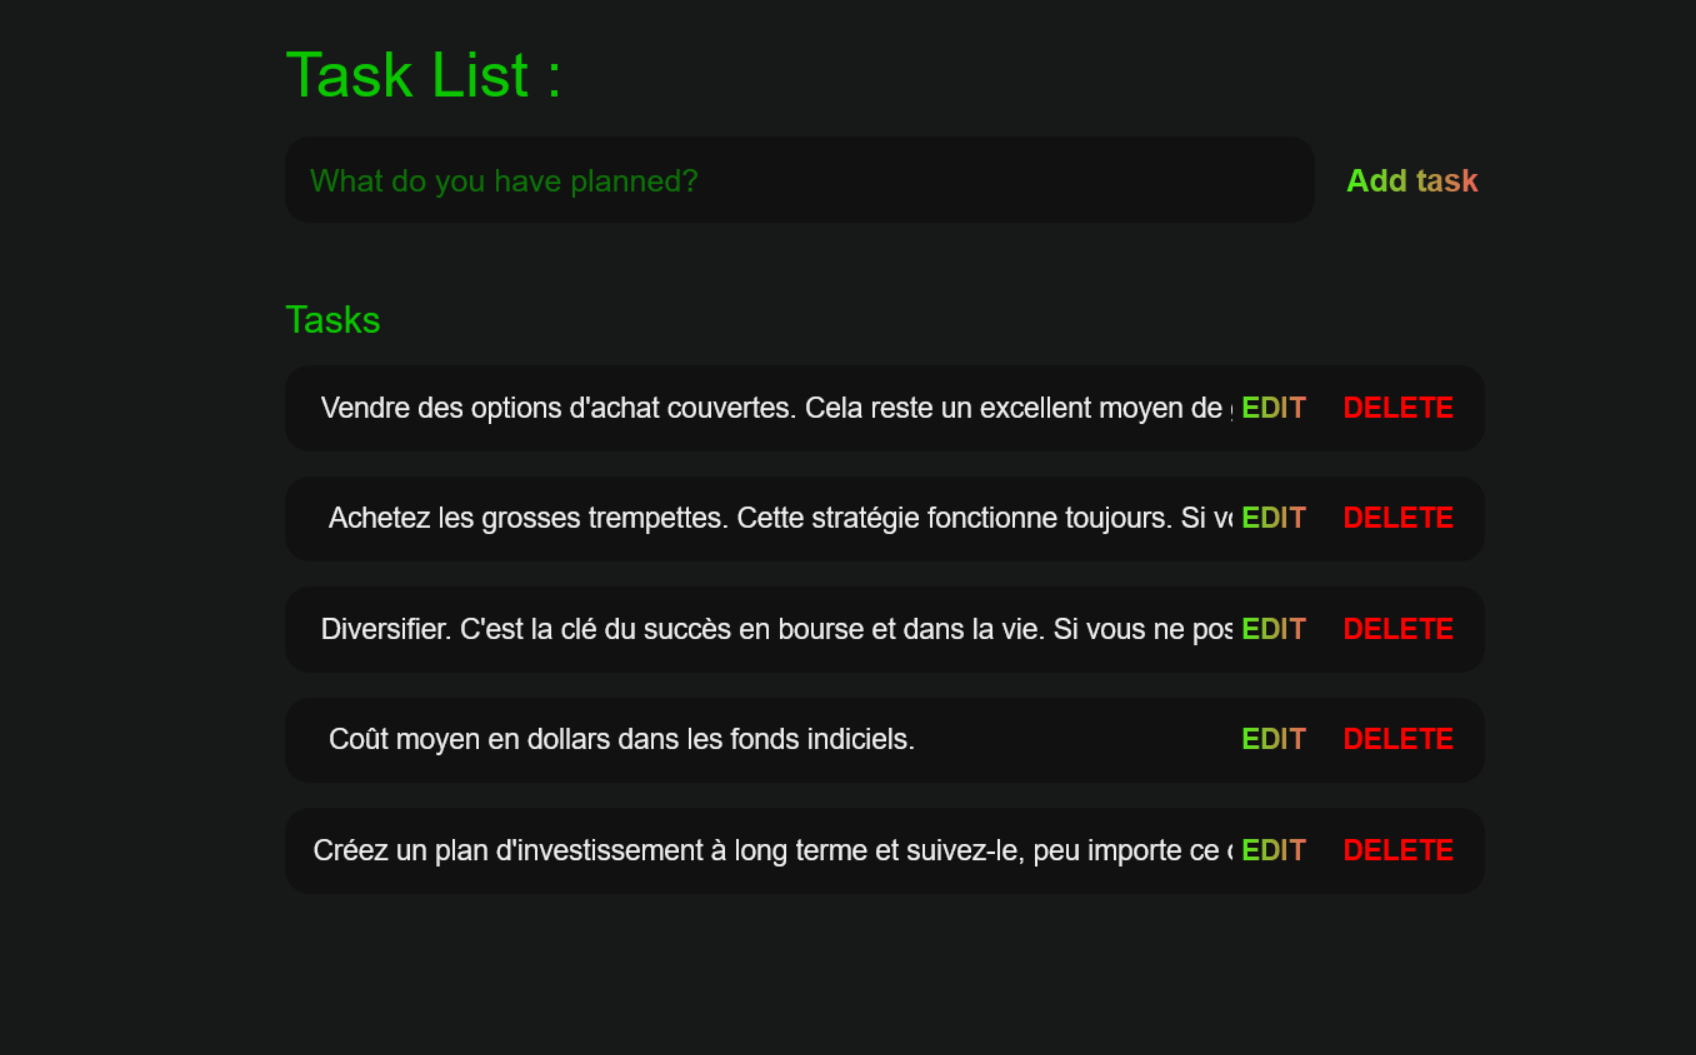 Task List :
What do you have planned?
Add task
Tasks
Vendre des options d'achat couvertes. Cela reste un excellent moyen de
EDIT
DELETE
Achetez les grosses trempettes. Cette stratégie fonctionne toujours. Si
EDIT
DELETE
Diversifier. C'est la clé du succès en bourse et dans la vie. Si vous ne pos
EDIT
DELETE
Coût moyen en dollars dans les fonds indiciels.
EDIT
DELETE
Créez un plan d'investissement à long terme et suivez-le, peu importe ce
EDIT
DELETE